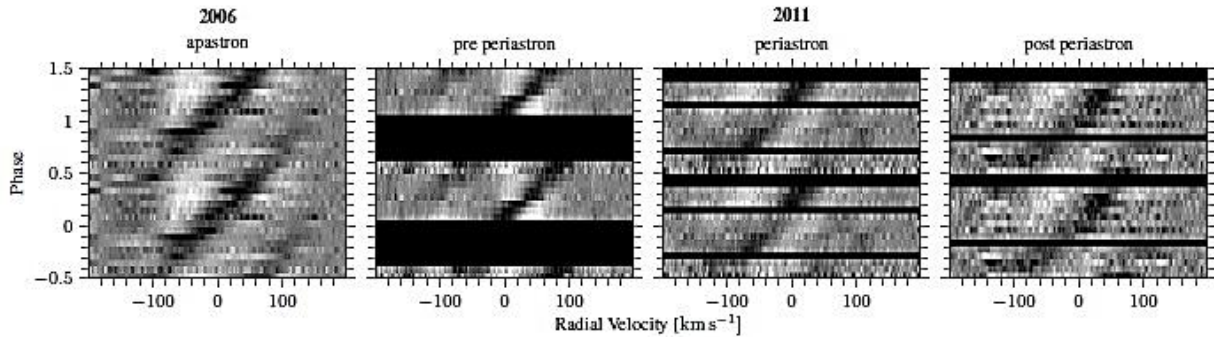 2006
2011
apastron
pre periastron
periastron
post periastron
Phase
1.5
1
0.5
0
−0.5
−100 0 100
−100 0 100
−100 0 100
−100 0 100
Radial Velocity [km s⁻¹]